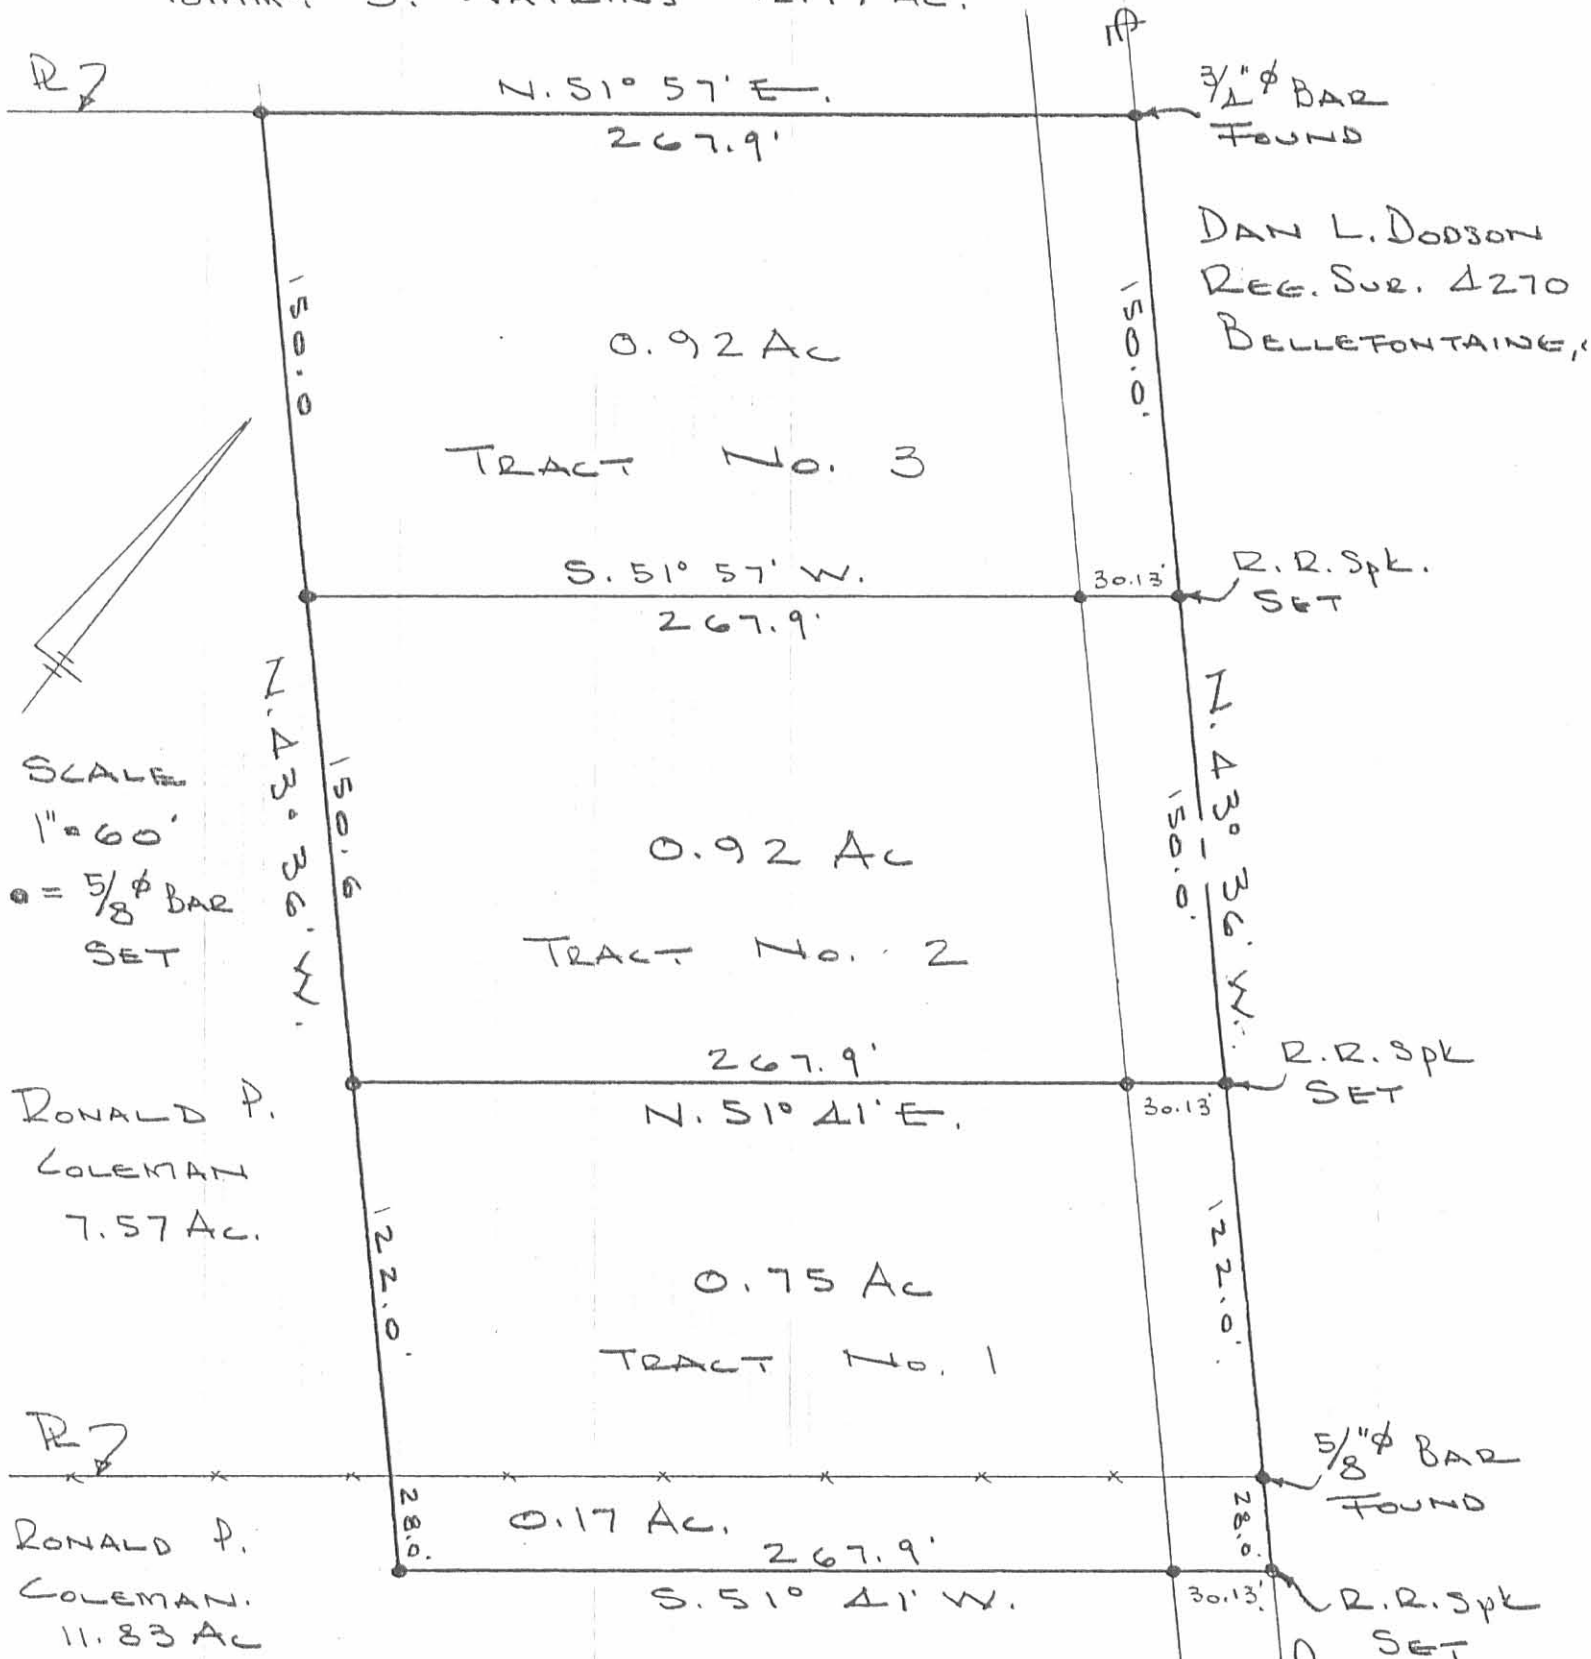 N. 51° 57' E.
267.9'
3/4" ⌀ BAR
FOUND
DAN L. DODSON
REG. SUR. 4270
BELLEFONTAINE,
150.0
150.0'
0.92 Ac
TRACT No. 3
S. 51° 57' W.
30.13'
267.9'
R.R. Spk.
SET
N. 43° 36' W.
150.6
N. 43° 36' W.
150.0'
SCALE
1" = 60'
● = 5/8 ⌀ BAR
SET
0.92 Ac
TRACT No. 2
267.9'
N. 51° 41' E.
30.13'
R.R. Spk
SET
RONALD P.
COLEMAN
7.57 Ac.
122.0'
122.0'
0.75 Ac
TRACT No. 1
PL
PL
5/8" ⌀ BAR
FOUND
28.0'
0.17 Ac.
28.0'
267.9'
S. 51° 41' W.
30.13'
R.R. Spk
SET
RONALD P.
COLEMAN.
11.83 Ac